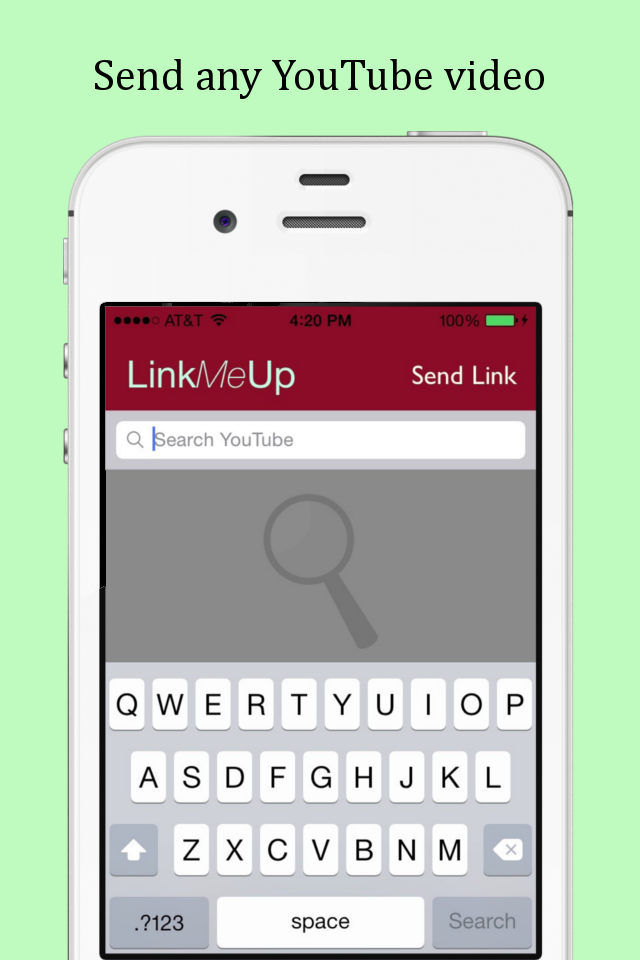 Send any YouTube video
AT&T 4:20 PM 100%
LinkMeUp Send Link
Search YouTube
Q W E R T Y U I O P
A S D F G H J K L
Z X C V B N M
.?123 space Search